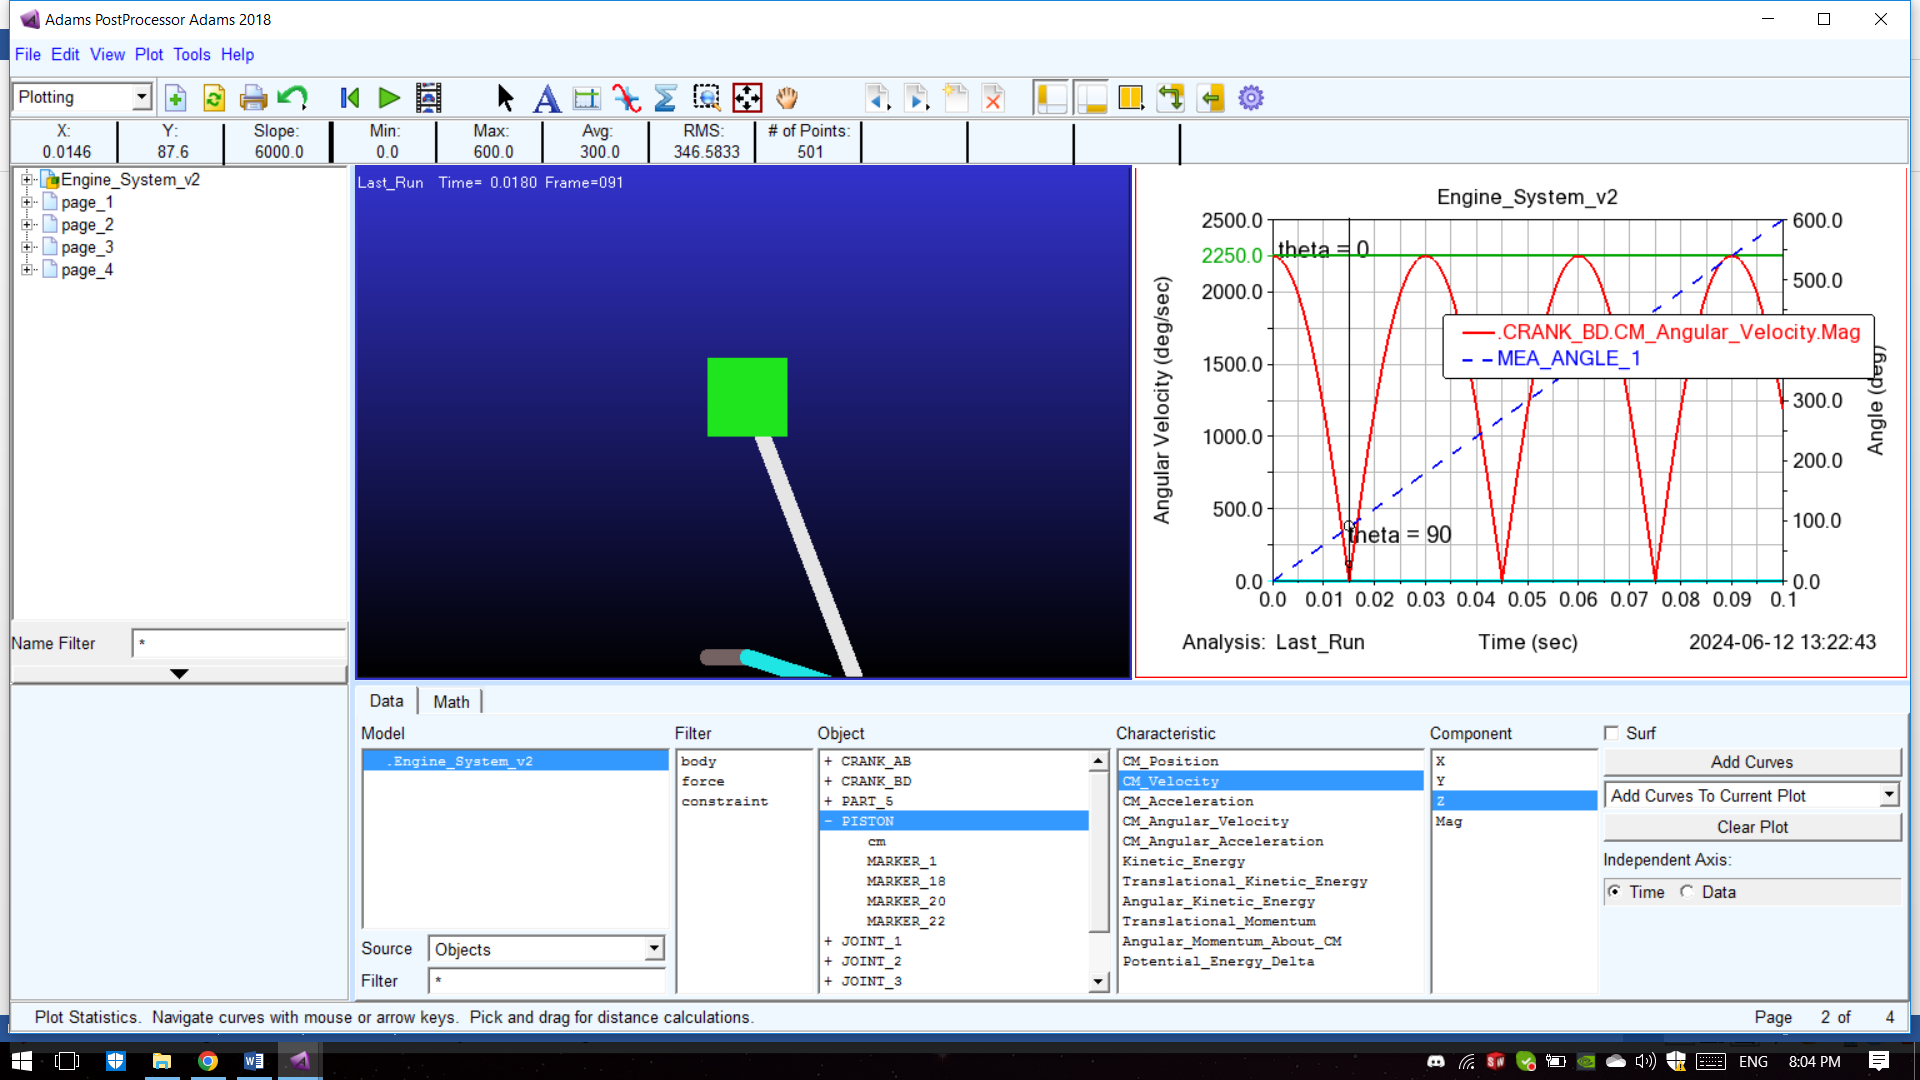 Adams PostProcessor Adams 2018
File Edit View Plot Tools Help
Plotting
X: Y: Slope: Min: Max: Avg: RMS: # of Points:
0.0146 87.6 6000.0 0.0 600.0 300.0 346.5833 501
Engine_System_v2
page_1
page_2
page_3
page_4
Name Filter *
Last_Run Time= 0.0180 Frame=091
Engine_System_v2
2500.0
2250.0
2000.0
1500.0
1000.0
500.0
0.0
Angular Velocity (deg/sec)
theta = 0
theta = 90
.CRANK_BD.CM_Angular_Velocity.Mag
MEA_ANGLE_1
600.0
500.0
300.0
200.0
100.0
0.0
Angle (deg)
0.0 0.01 0.02 0.03 0.04 0.05 0.06 0.07 0.08 0.09 0.1
Analysis: Last_Run Time (sec) 2024-06-12 13:22:43
Data Math
Model
.Engine_System_v2
Source Objects
Filter *
Filter
body
force
constraint
Object
+ CRANK_AB
+ CRANK_BD
+ PART_5
- PISTON
cm
MARKER_1
MARKER_18
MARKER_20
MARKER_22
+ JOINT_1
+ JOINT_2
+ JOINT_3
Characteristic
CM_Position
CM_Velocity
CM_Acceleration
CM_Angular_Velocity
CM_Angular_Acceleration
Kinetic_Energy
Translational_Kinetic_Energy
Angular_Kinetic_Energy
Translational_Momentum
Angular_Momentum_About_CM
Potential_Energy_Delta
Component
X
Y
Z
Mag
Surf
Add Curves
Add Curves To Current Plot
Clear Plot
Independent Axis:
Time Data
Plot Statistics. Navigate curves with mouse or arrow keys. Pick and drag for distance calculations.
Page 2 of 4
ENG 8:04 PM